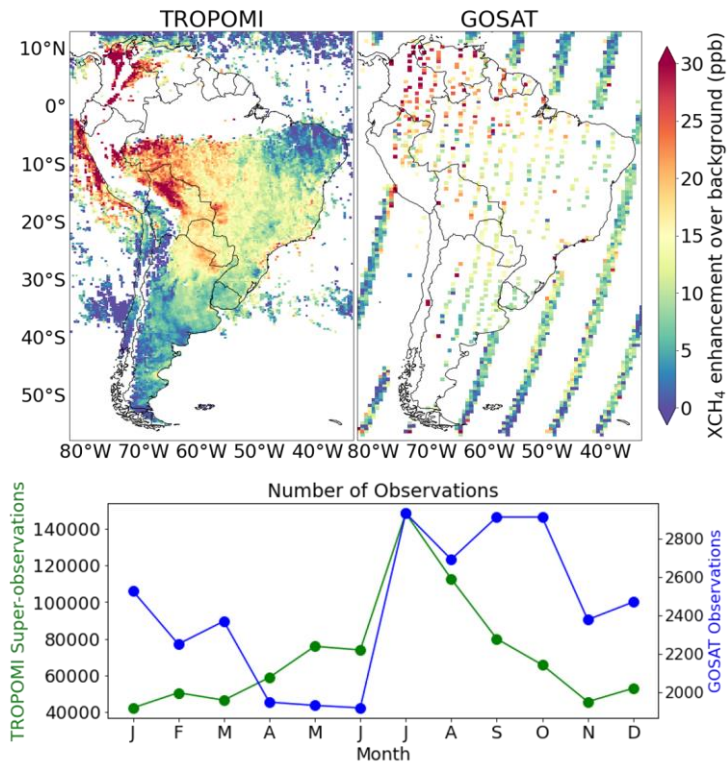 TROPOMI GOSAT
10°N
0°
10°S
20°S
30°S
40°S
50°S
80°W 70°W 60°W 50°W 40°W 80°W 70°W 60°W 50°W 40°W
30
25
20
15
10
5
0
XCH₄ enhancement over background (ppb)
Number of Observations
TROPOMI Super-observations
140000
120000
100000
80000
60000
40000
2800
2600
2400
2200
2000
GOSAT Observations
J F M A M J J A S O N D
Month